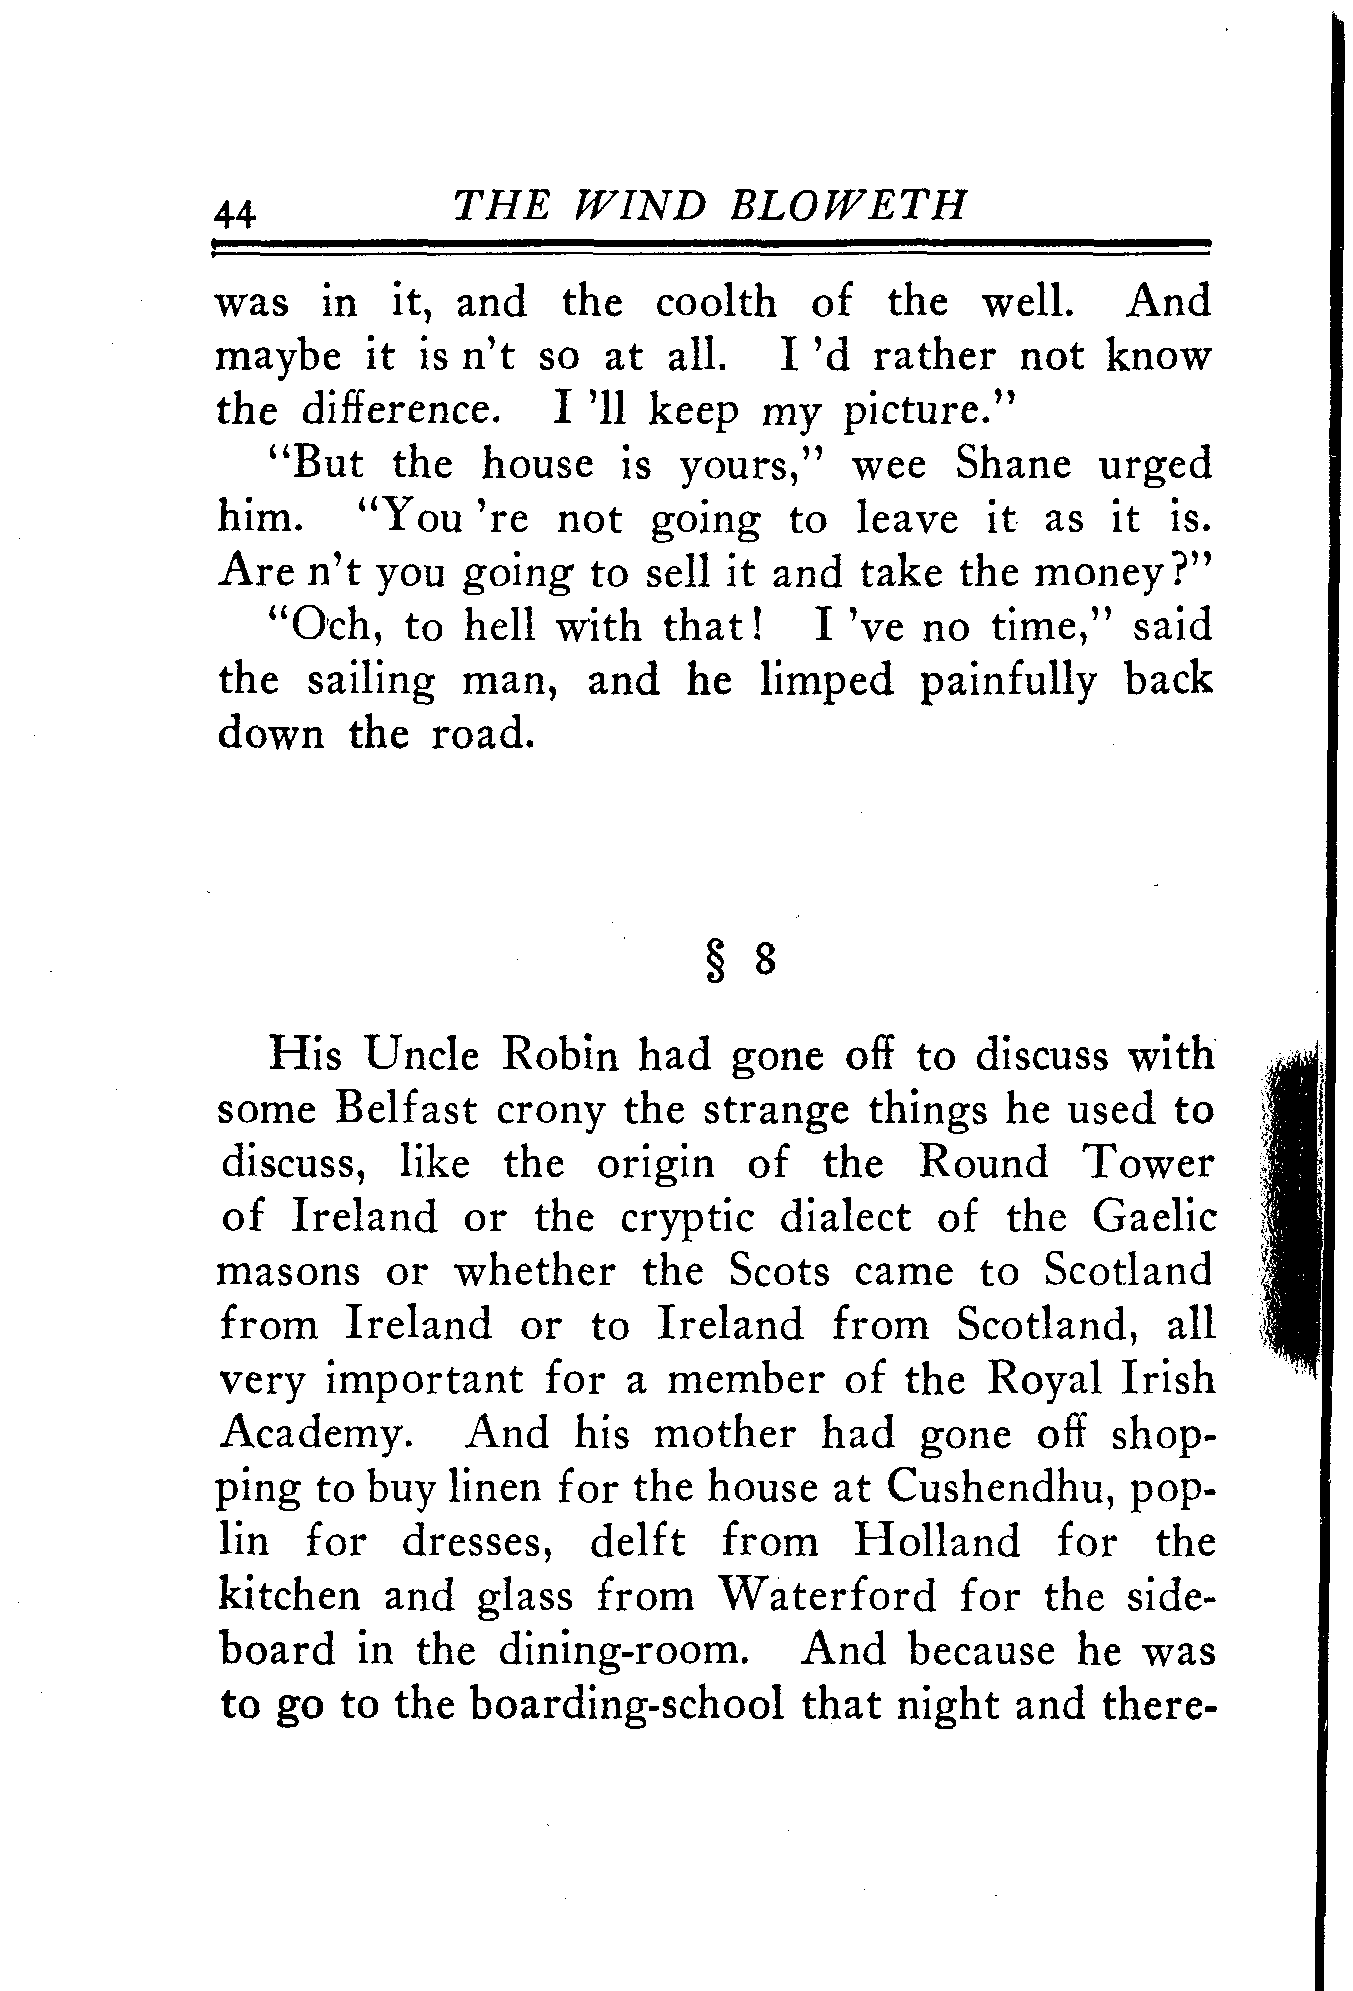 44 THE WIND BLOWETH
was in it, and the coolth of the well. And
maybe it is n't so at all. I 'd rather not know
the difference. I 'll keep my picture."
"But the house is yours," wee Shane urged
him. "You 're not going to leave it as it is.
Are n't you going to sell it and take the money?"
"Och, to hell with that! I 've no time," said
the sailing man, and he limped painfully back
down the road.
§ 8
His Uncle Robin had gone off to discuss with
some Belfast crony the strange things he used to
discuss, like the origin of the Round Tower
of Ireland or the cryptic dialect of the Gaelic
masons or whether the Scots came to Scotland
from Ireland or to Ireland from Scotland, all
very important for a member of the Royal Irish
Academy. And his mother had gone off shop-
ping to buy linen for the house at Cushendhu, pop-
lin for dresses, delft from Holland for the
kitchen and glass from Waterford for the side-
board in the dining-room. And because he was
to go to the boarding-school that night and there-